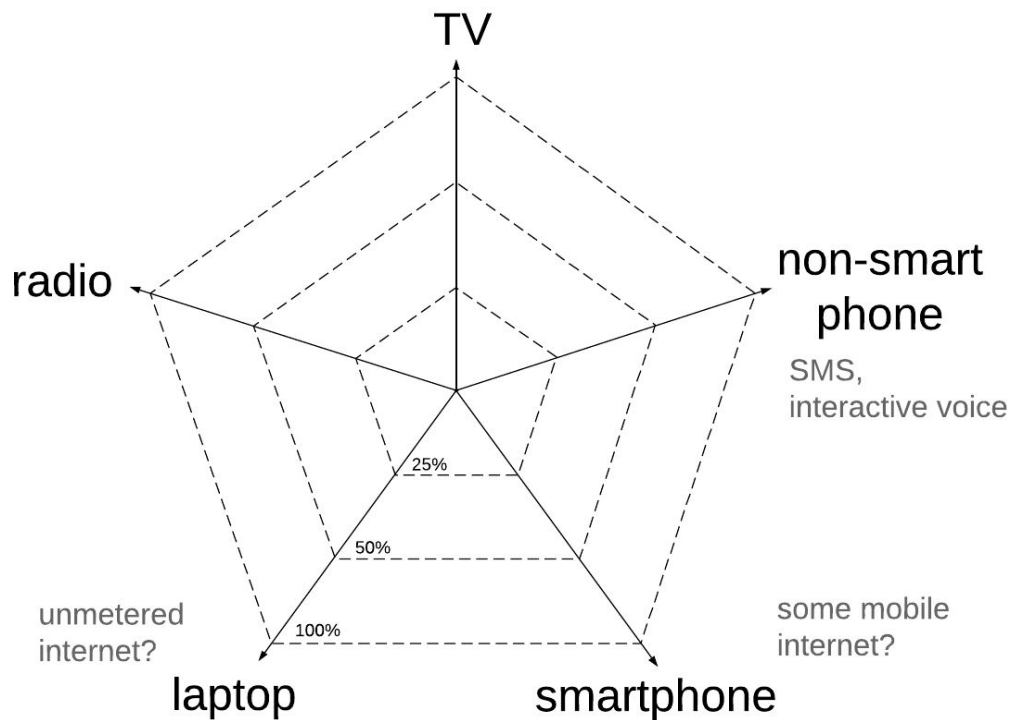 TV
radio
non-smart
phone
SMS,
interactive voice
25%
50%
100%
unmetered
internet?
some mobile
internet?
laptop
smartphone